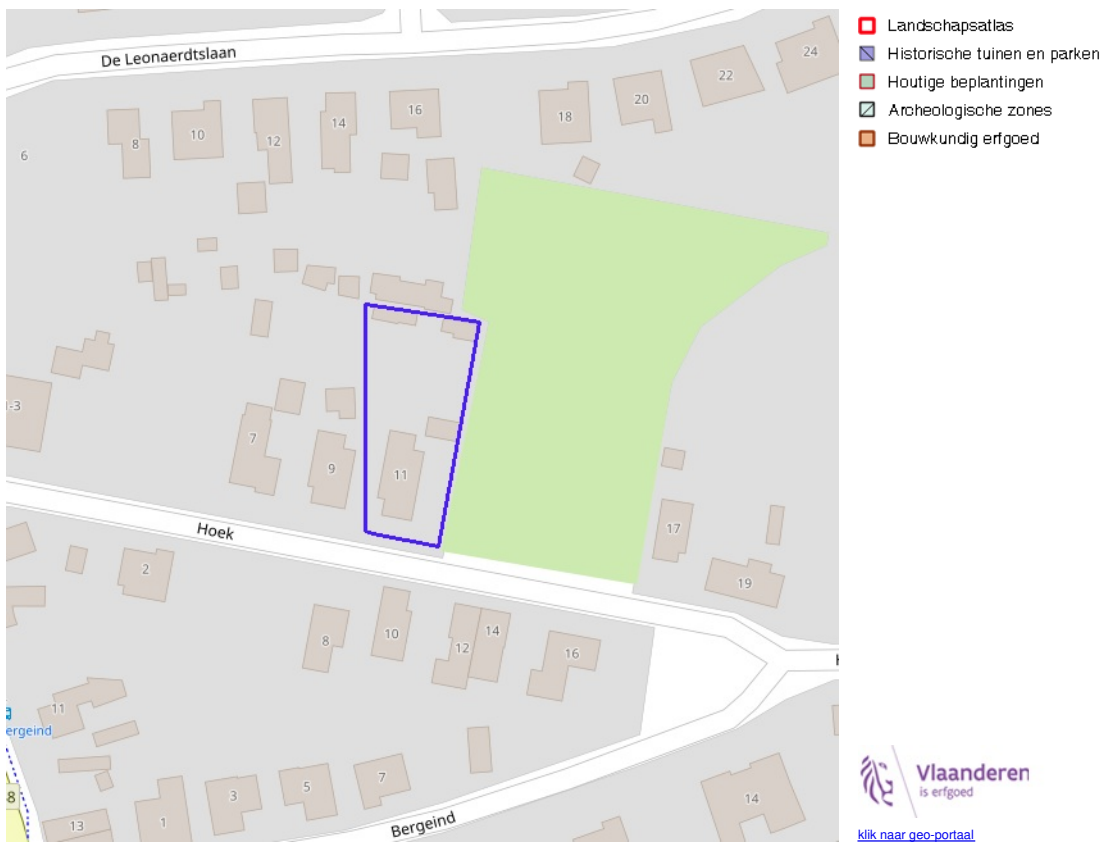 De Leonaerdtslaan
6
8
10
12
14
16
18
20
22
24
-3
7
9
11
17
19
Hoek
2
8
10
12
14
16
11
ergeind
8
13
1
3
5
7
14
Bergeind
Landschapsatlas
Historische tuinen en parken
Houtige beplantingen
Archeologische zones
Bouwkundig erfgoed
Vlaanderen
is erfgoed
klik naar geo-portaal